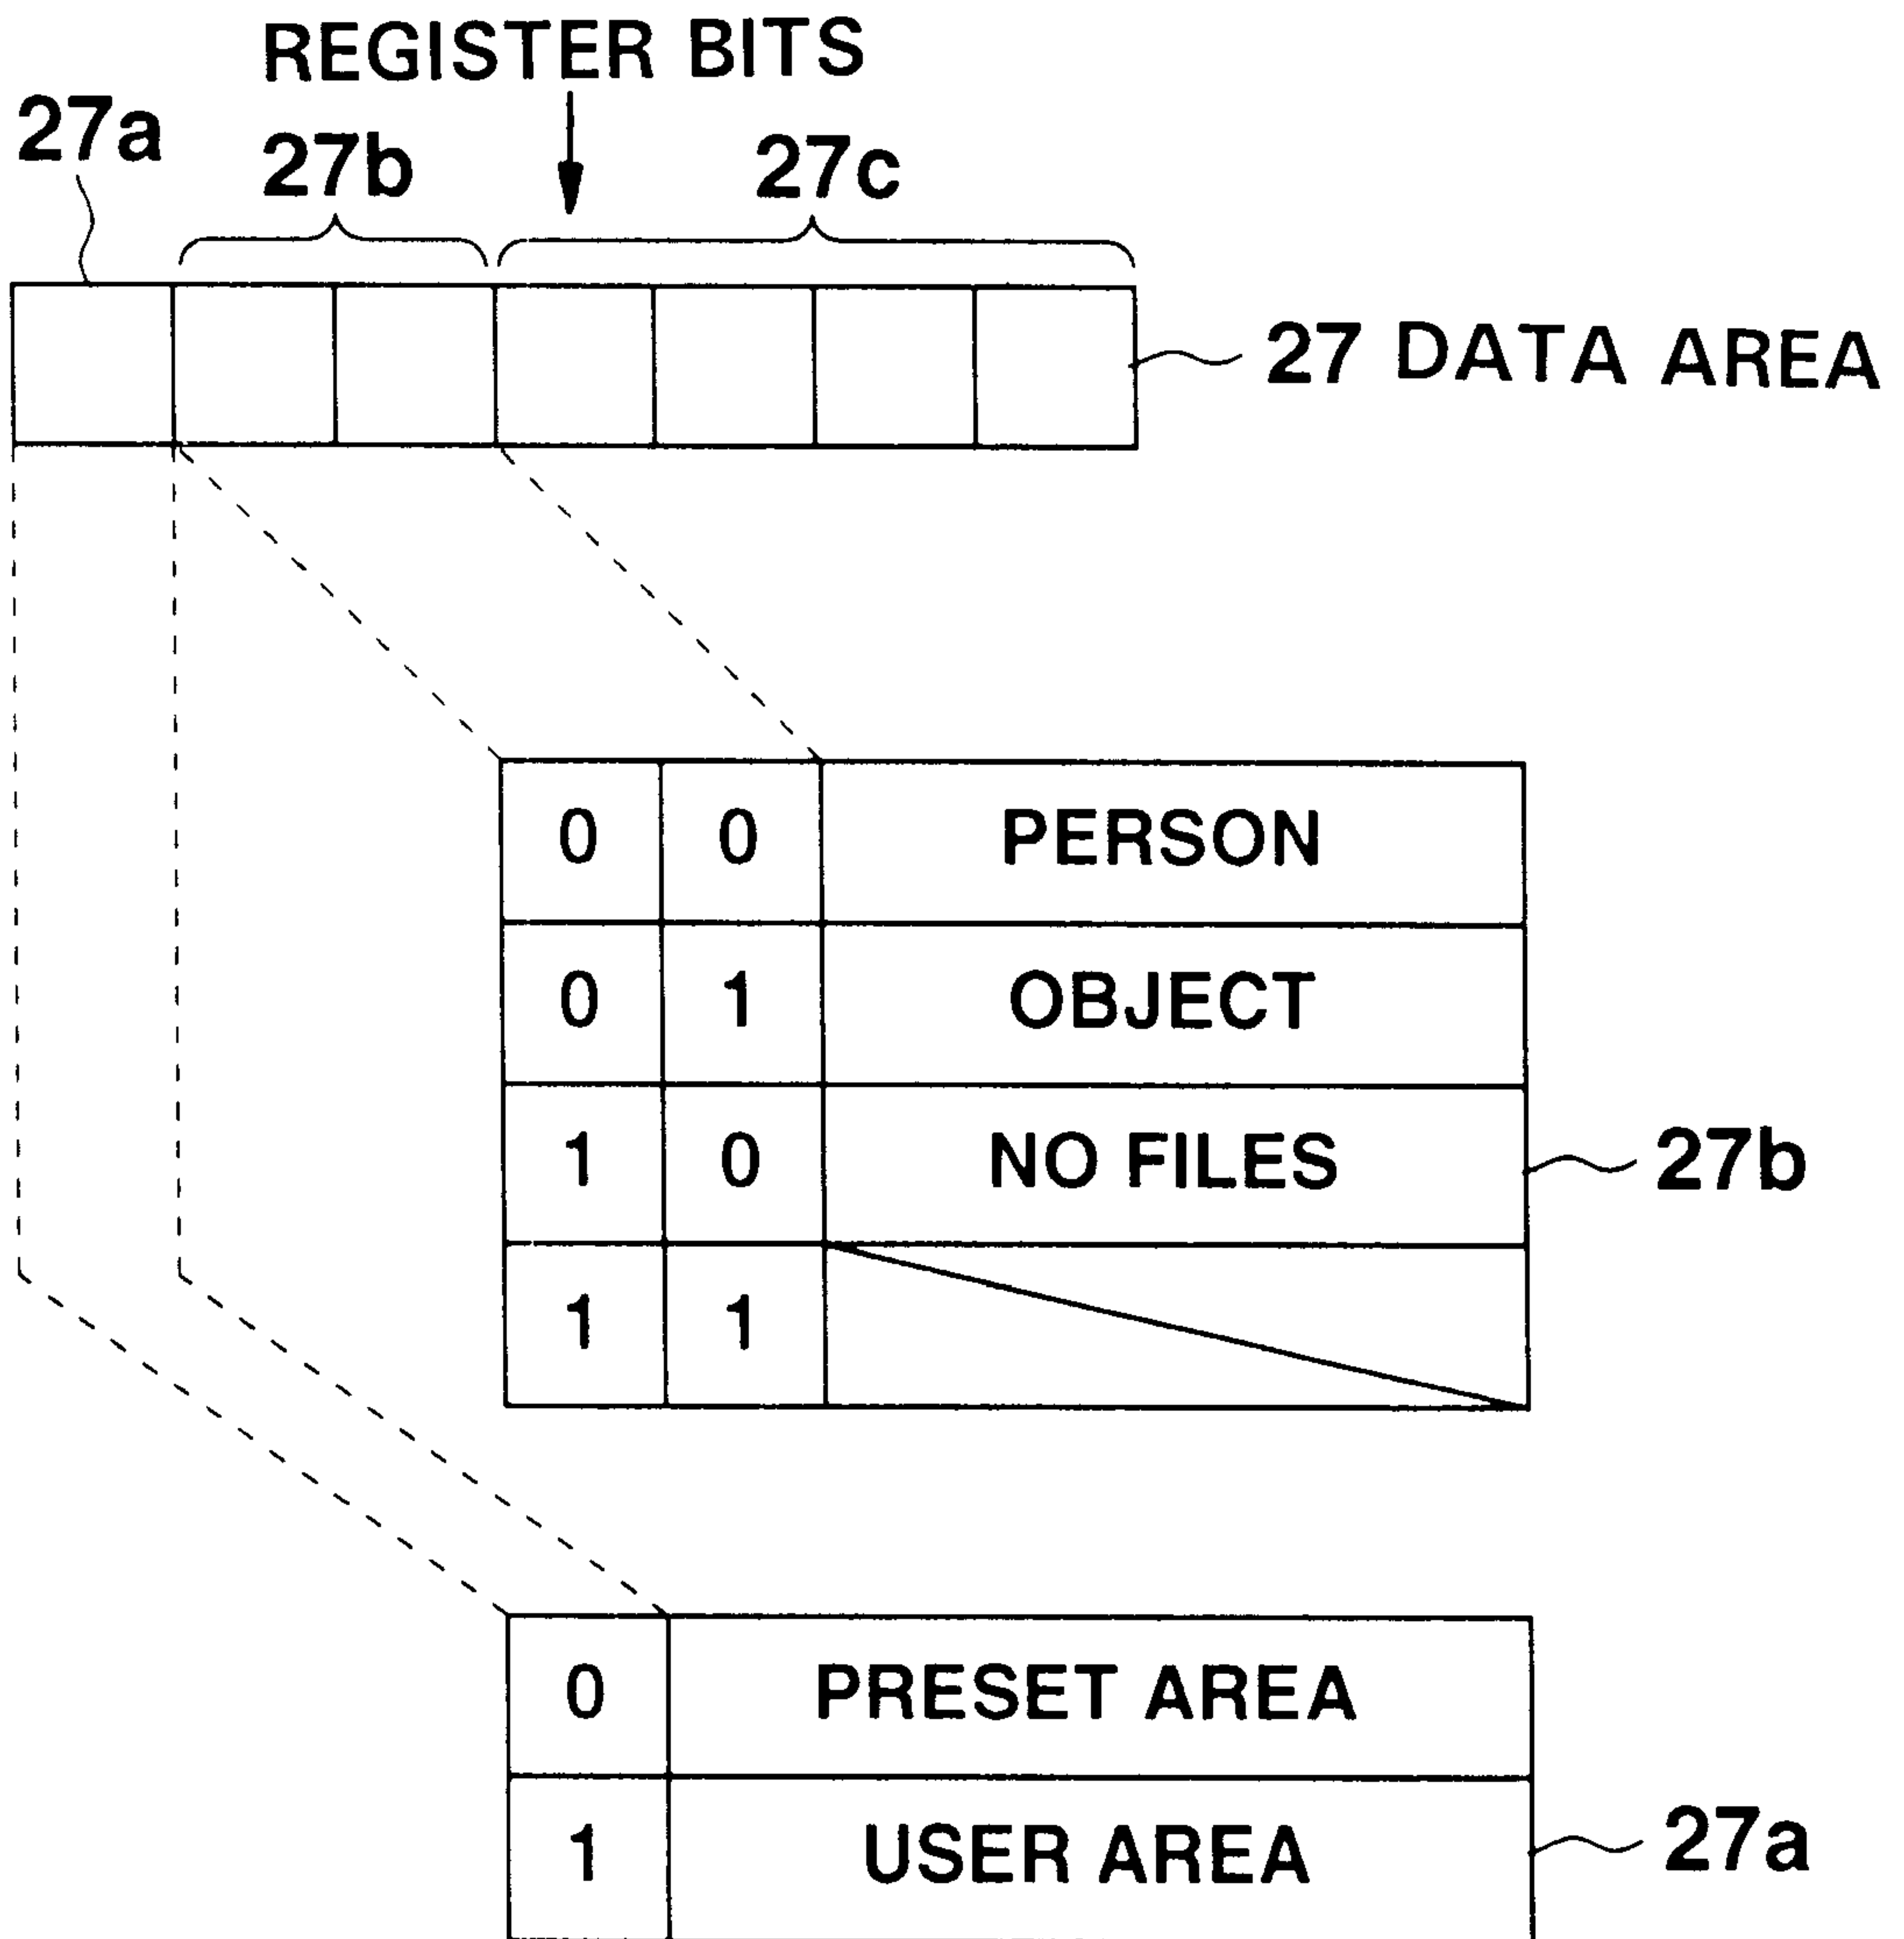 REGISTER BITS
27a
27b
27c
27 DATA AREA
0 0 PERSON
0 1 OBJECT
1 0 NO FILES
27b
1 1
0 PRESET AREA
1 USER AREA
27a